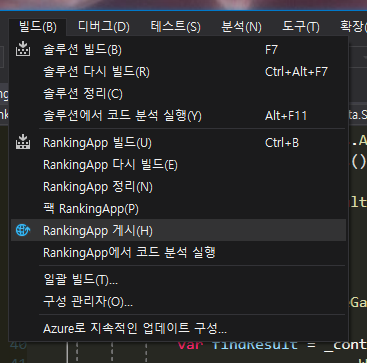 빌드(B) 디버그(D) 테스트(S) 분석(N) 도구(T) 확장(
솔루션 빌드(B) F7
솔루션 다시 빌드(R) Ctrl+Alt+F7
솔루션 정리(C)
솔루션에서 코드 분석 실행(Y) Alt+F11
RankingApp 빌드(U) Ctrl+B
RankingApp 다시 빌드(E)
RankingApp 정리(N)
팩 RankingApp(P)
RankingApp 게시(H)
RankingApp에서 코드 분석 실행
일괄 빌드(T)...
구성 관리자(O)...
Azure로 지속적인 업데이트 구성...
ta.S
.A
()
lt
eGa
40 var findResult = _cont